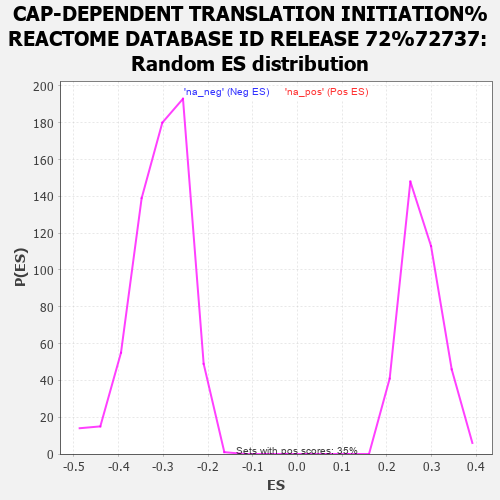 CAP-DEPENDENT TRANSLATION INITIATION%
REACTOME DATABASE ID RELEASE 72%72737:
Random ES distribution
'na_neg' (Neg ES) 'na_pos' (Pos ES)
200
180
160
140
120
100
80
60
40
20
0
P(ES)
Sets with pos scores: 35%
-0.5 -0.4 -0.3 -0.2 -0.1 0.0 0.1 0.2 0.3 0.4
ES